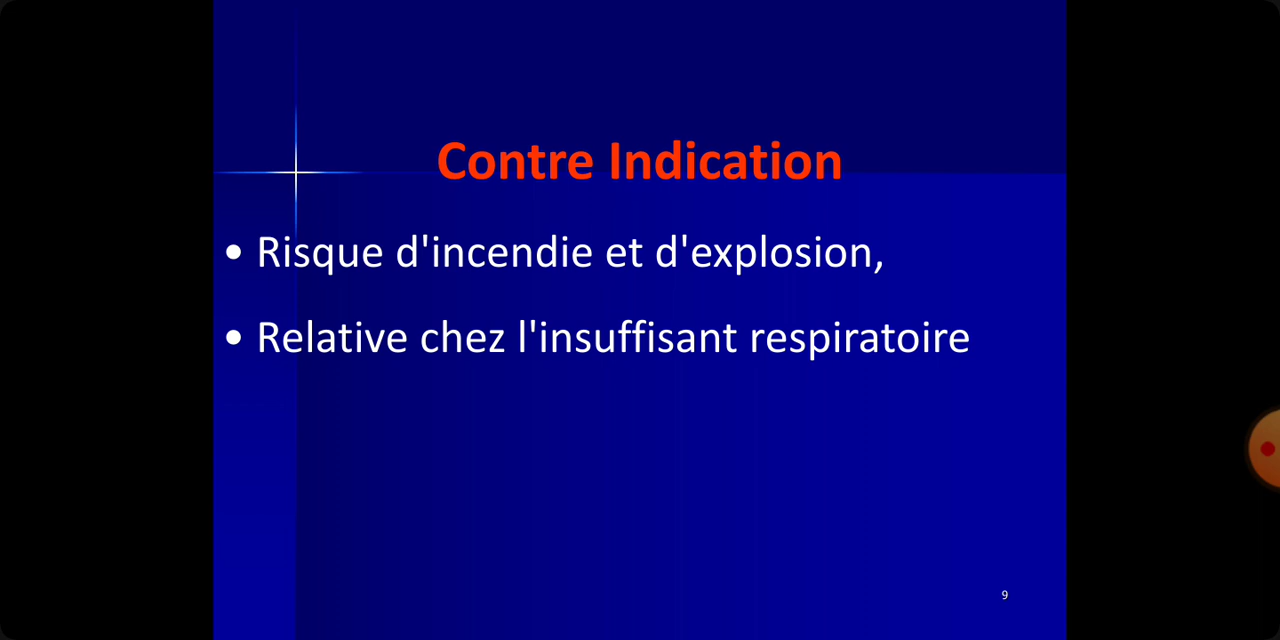 Contre Indication
• Risque d'incendie et d'explosion,
• Relative chez l'insuffisant respiratoire
9